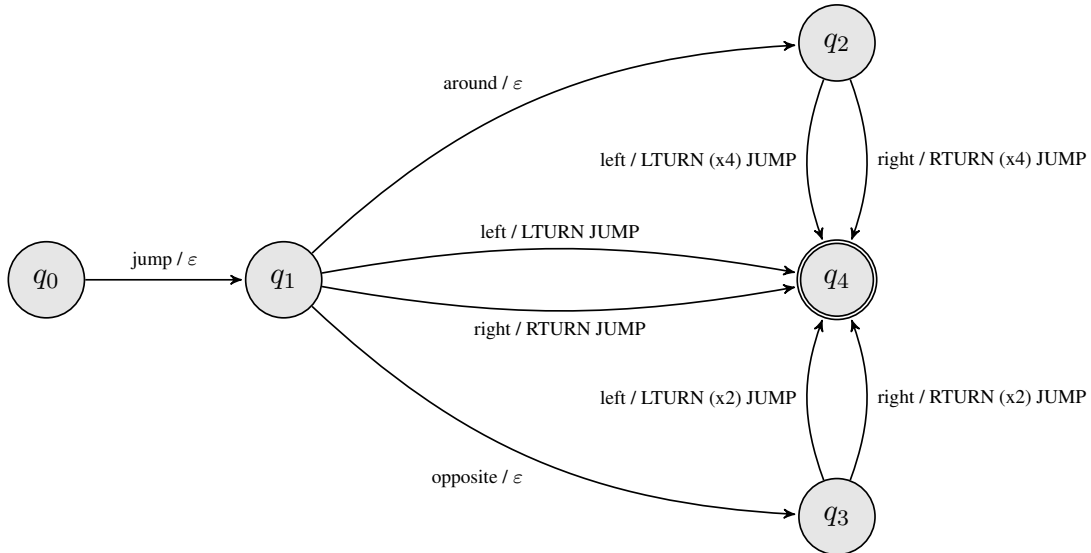 q2
around / ε
left / LTURN (x4) JUMP
right / RTURN (x4) JUMP
left / LTURN JUMP
jump / ε
q0
q1
q4
right / RTURN JUMP
left / LTURN (x2) JUMP
right / RTURN (x2) JUMP
opposite / ε
q3